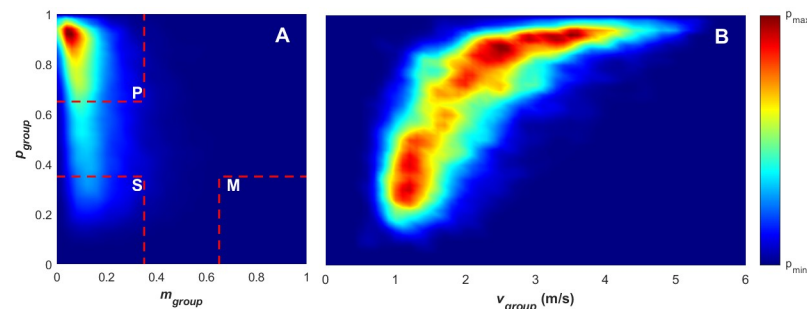 A
B
P
S
M
p_group
1
0.8
0.6
0.4
0.2
0
0 0.2 0.4 0.6 0.8 1
m_group
0 1 2 3 4 5 6
v_group (m/s)
p_max
p_min